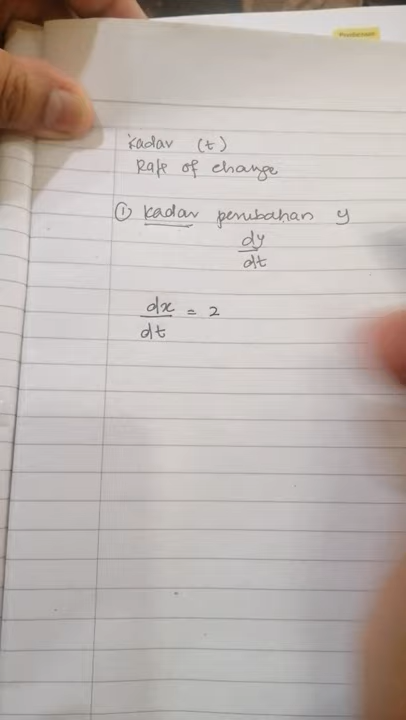 Kadar (t)
Rate of change
① Kadar perubahan y
dy
dt
dx
dt = 2